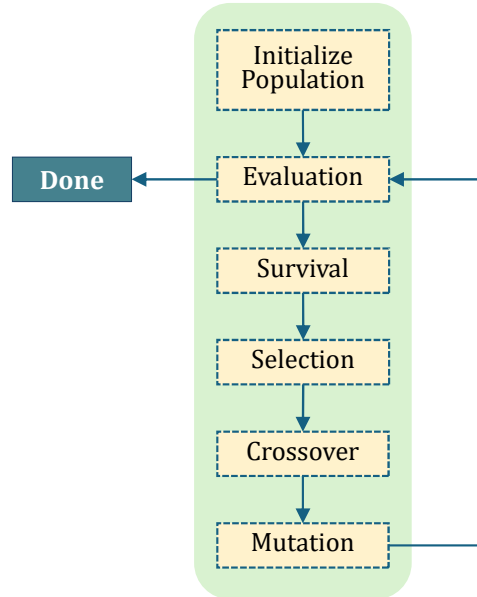 Initialize
Population
Done
Evaluation
Survival
Selection
Crossover
Mutation